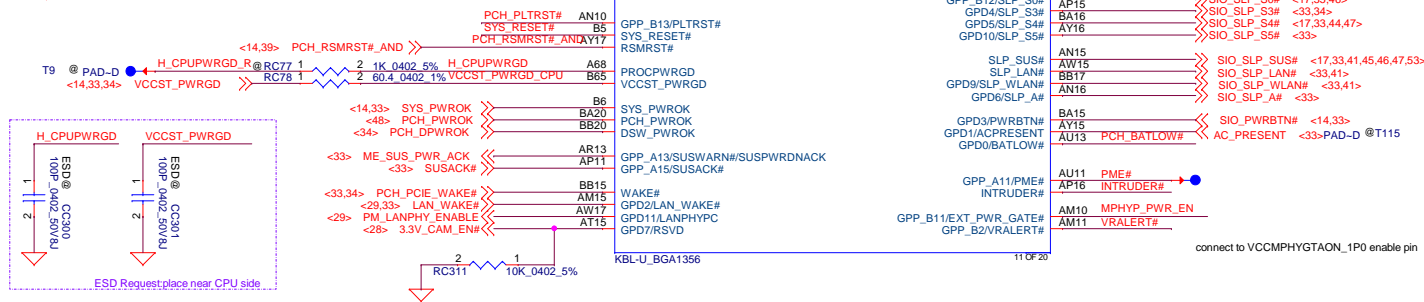 GPP_B12/SLP_S0#
PCH_PLTRST# AN10 GPP_B13/PLTRST#
SYS_RESET# B5 SYS_RESET#
<14,39> PCH_RSMRST#_AND PCH_RSMRST#_AND AY17 RSMRST#
T9 @ PAD~D H_CPUPWRGD_R @ RC77 1 2 1K_0402_5% H_CPUPWRGD A68 PROCPWRGD
<14,33,34> VCCST_PWRGD RC78 1 2 60.4_0402_1% VCCST_PWRGD_CPU B65 VCCST_PWRGD
<14,33> SYS_PWROK B6 SYS_PWROK
<48> PCH_PWROK BA20 PCH_PWROK
<34> PCH_DPWROK BB20 DSW_PWROK
<33> ME_SUS_PWR_ACK AR13 GPP_A13/SUSWARN#/SUSPWRDNACK
<33> SUSACK# AP11 GPP_A15/SUSACK#
<33,34> PCH_PCIE_WAKE# BB15 WAKE#
<29,33> LAN_WAKE# AM15 GPD2/LAN_WAKE#
<29> PM_LANPHY_ENABLE AW17 GPD11/LANPHYPC
<28> 3.3V_CAM_EN# AT15 GPD7/RSVD
RC311 2 1 10K_0402_5%
KBL-U_BGA1356
11 OF 20
GPD4/SLP_S3# AP15 SIO_SLP_S3# <33,34>
GPD5/SLP_S4# BA16 SIO_SLP_S4# <17,33,44,47>
GPD10/SLP_S5# AY16 SIO_SLP_S5# <33>
SLP_SUS# AN15 SIO_SLP_SUS# <17,33,41,45,46,47,53>
SLP_LAN# AW15 SIO_SLP_LAN# <33,41>
GPD9/SLP_WLAN# BB17 SIO_SLP_WLAN# <33,41>
GPD6/SLP_A# AN16 SIO_SLP_A# <33>
GPD3/PWRBTN# BA15 SIO_PWRBTN# <14,33>
GPD1/ACPRESENT AY15 AC_PRESENT <33>
GPD0/BATLOW# AU13 PCH_BATLOW# PAD~D @T115
GPP_A11/PME# AU11 PME#
INTRUDER# AP16 INTRUDER#
GPP_B11/EXT_PWR_GATE# AM10 MPHYP_PWR_EN
GPP_B2/VRALERT# AM11 VRALERT#
connect to VCCMPHYGTAON_1P0 enable pin
H_CPUPWRGD VCCST_PWRGD
1 2 ESD@ CC300
100P_0402_50V8J
1 2 ESD@ CC301
100P_0402_50V8J
ESD Request:place near CPU side